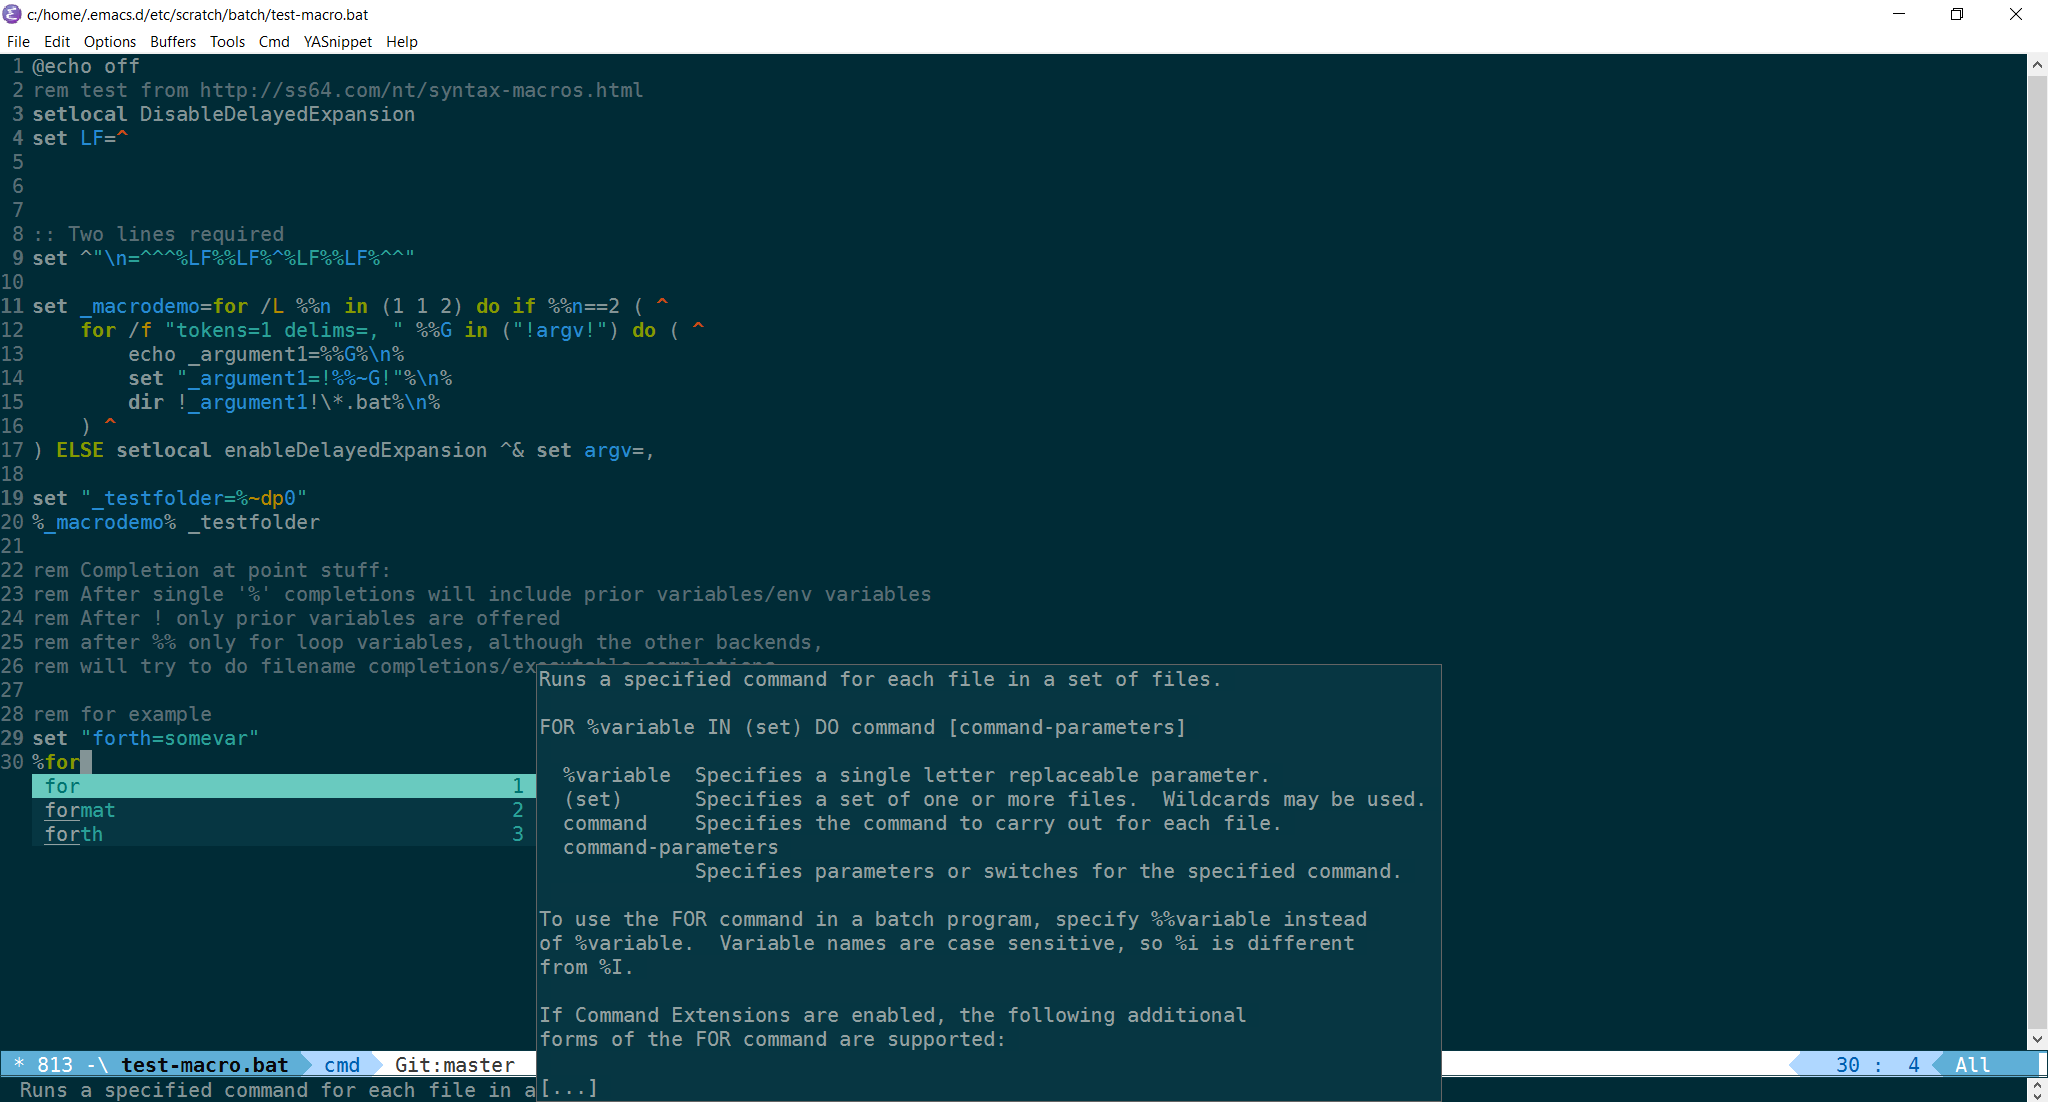 c:/home/.emacs.d/etc/scratch/batch/test-macro.bat
File Edit Options Buffers Tools Cmd YASnippet Help
1 @echo off
2 rem test from http://ss64.com/nt/syntax-macros.html
3 setlocal DisableDelayedExpansion
4 set LF=^
5
6
7
8 :: Two lines required
9 set ^"\n=^^^%LF%%LF%^%LF%%LF%^^"
10
11 set _macrodemo=for /L %%n in (1 1 2) do if %%n==2 ( ^
12     for /f "tokens=1 delims=, " %%G in ("!argv!") do ( ^
13         echo _argument1=%%G%\n%
14         set "_argument1=!%%~G!"%\n%
15         dir !_argument1!\*.bat%\n%
16     ) ^
17 ) ELSE setlocal enableDelayedExpansion ^& set argv=,
18
19 set "_testfolder=%~dp0"
20 %_macrodemo% _testfolder
21
22 rem Completion at point stuff:
23 rem After single '%' completions will include prior variables/env variables
24 rem After ! only prior variables are offered
25 rem after %% only for loop variables, although the other backends,
26 rem will try to do filename completions/executable completions
27
28 rem for example
29 set "forth=somevar"
30 %for
for 1
format 2
forth 3
Runs a specified command for each file in a set of files.
FOR %variable IN (set) DO command [command-parameters]
%variable  Specifies a single letter replaceable parameter.
(set)      Specifies a set of one or more files.  Wildcards may be used.
command    Specifies the command to carry out for each file.
command-parameters
Specifies parameters or switches for the specified command.
To use the FOR command in a batch program, specify %%variable instead
of %variable.  Variable names are case sensitive, so %i is different
from %I.
If Command Extensions are enabled, the following additional
forms of the FOR command are supported:
[...]
* 813 -\ test-macro.bat cmd Git:master 30 : 4 All
Runs a specified command for each file in a